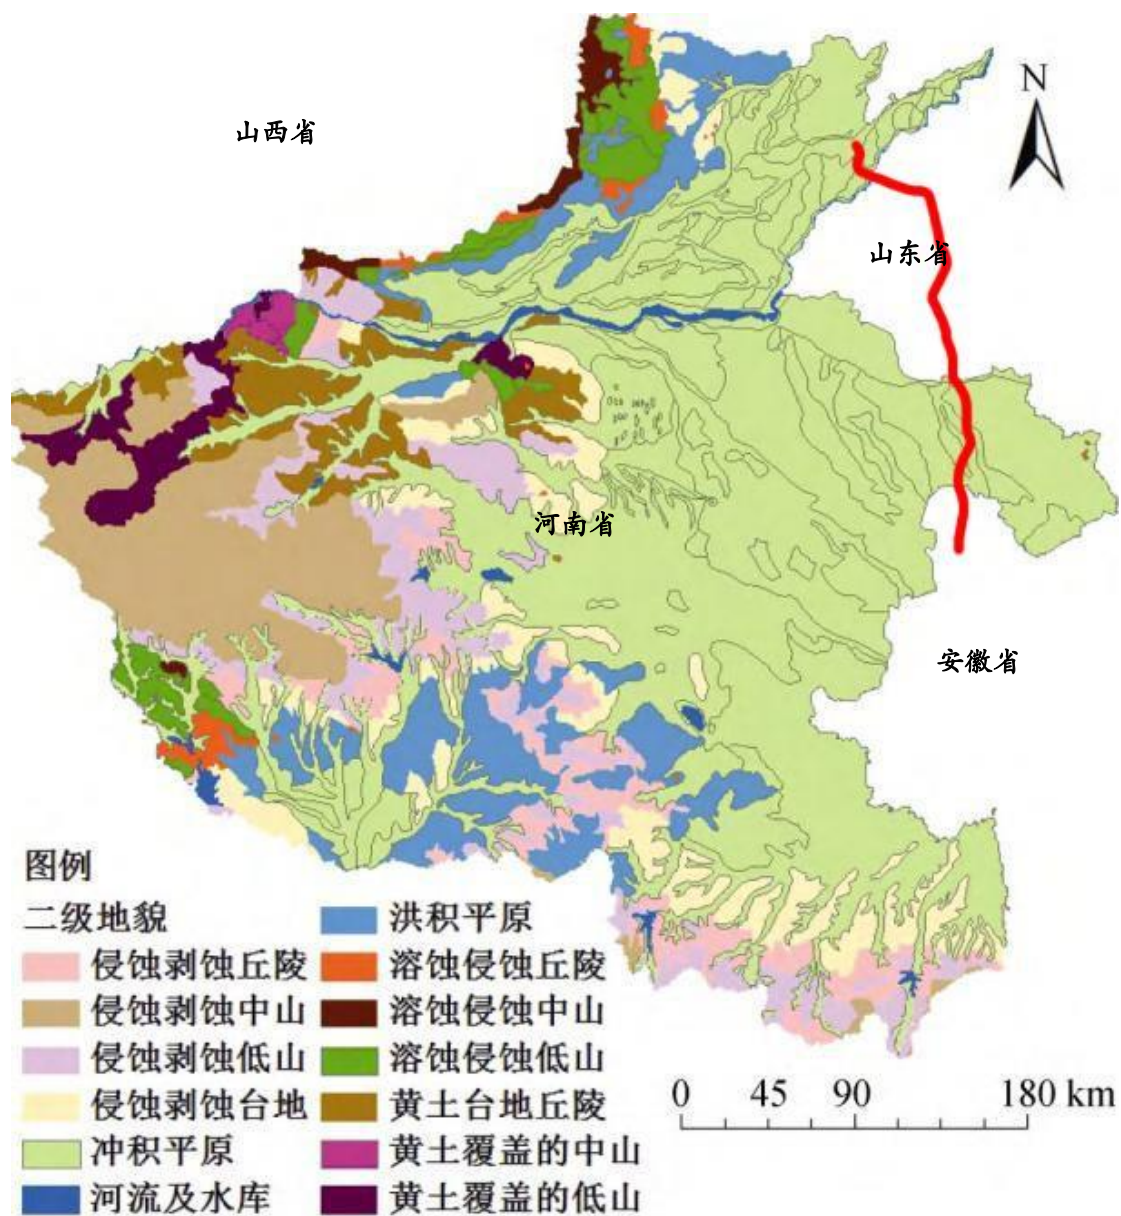 N
山西省
山东省
河南省
安徽省
图例
二级地貌
侵蚀剥蚀丘陵
侵蚀剥蚀中山
侵蚀剥蚀低山
侵蚀剥蚀台地
冲积平原
河流及水库
洪积平原
溶蚀侵蚀丘陵
溶蚀侵蚀中山
溶蚀侵蚀低山
黄土台地丘陵
黄土覆盖的中山
黄土覆盖的低山
0 45 90 180 km